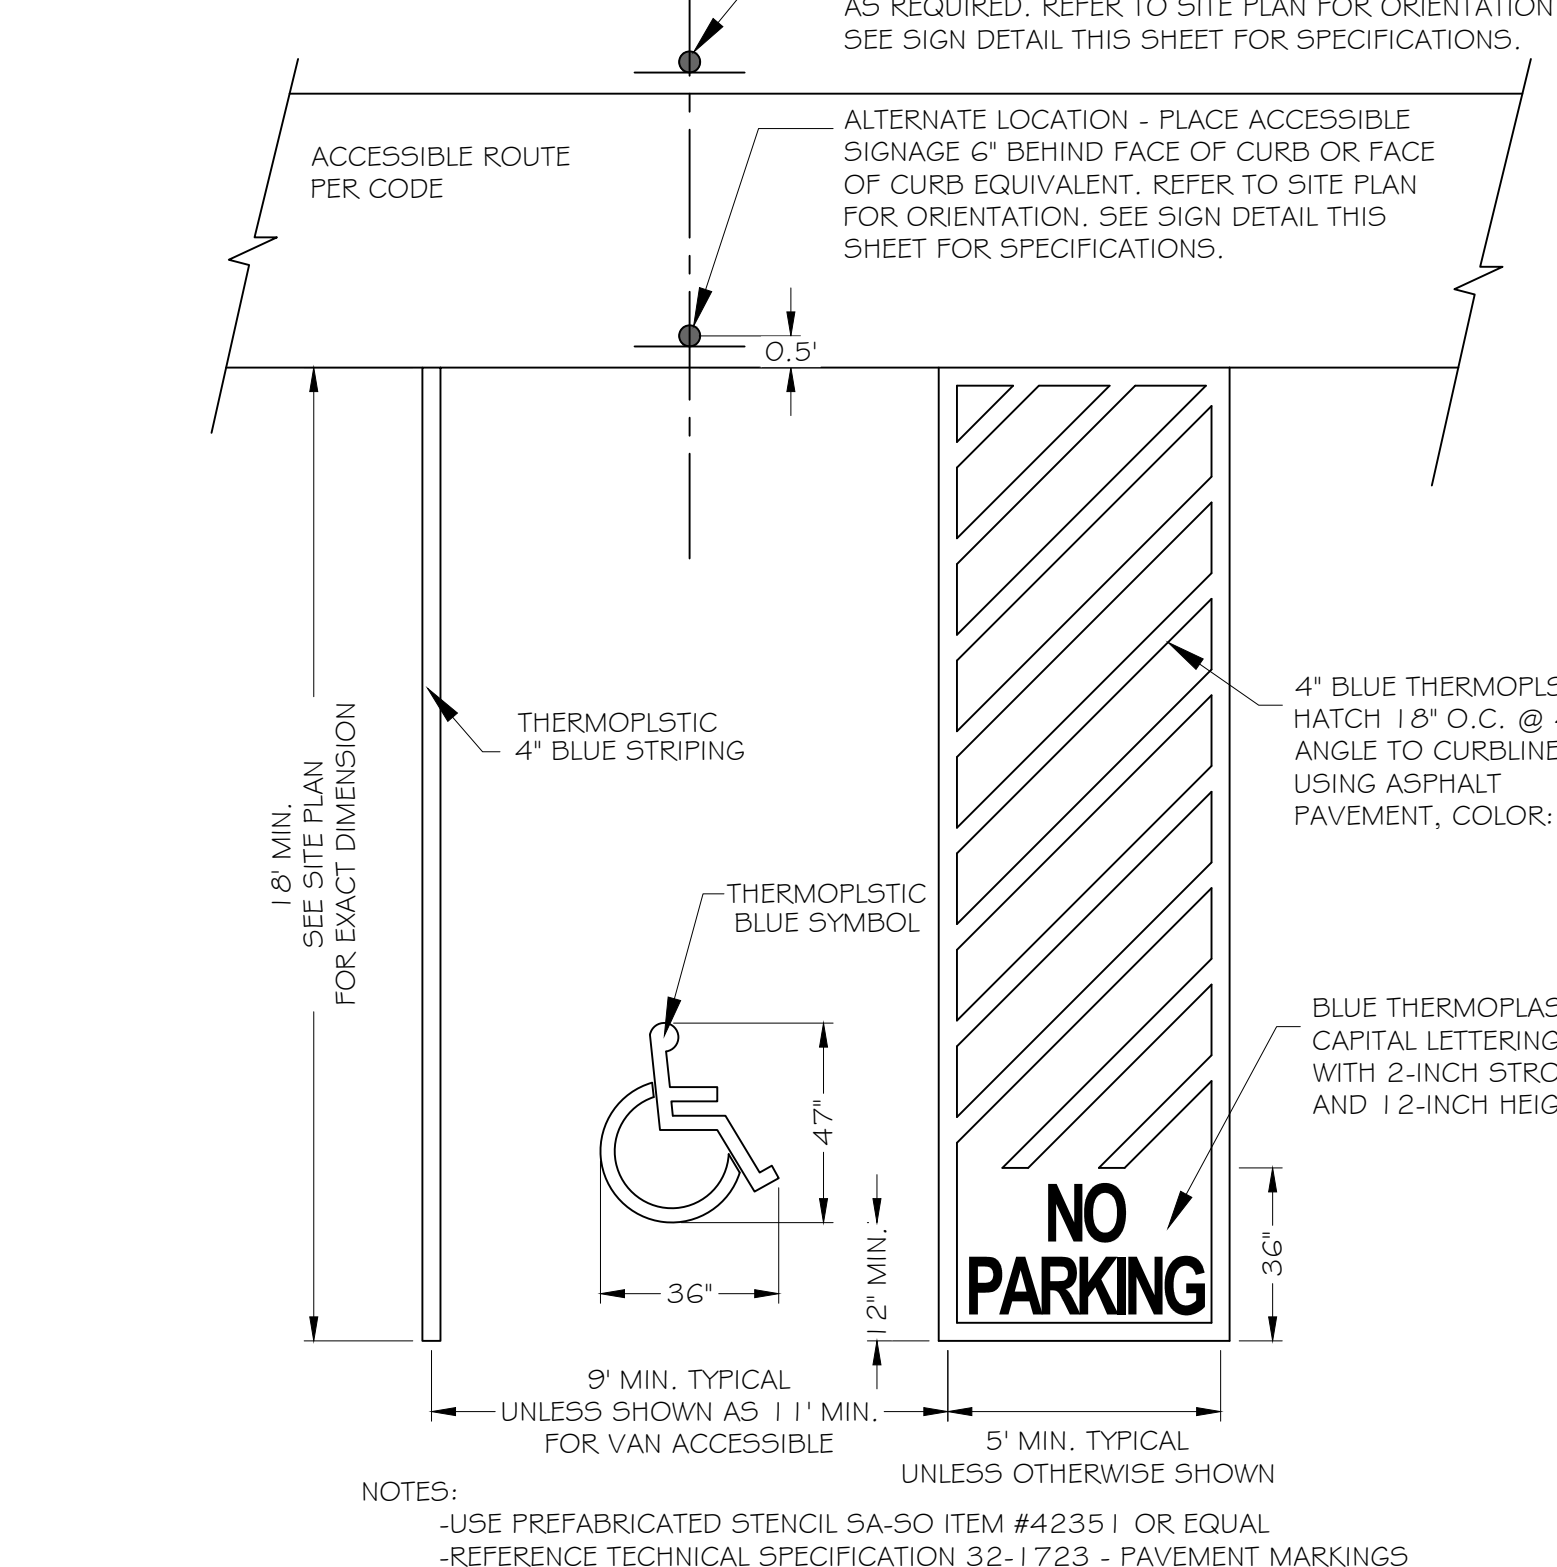 AS REQUIRED. REFER TO SITE PLAN FOR ORIENTATION
SEE SIGN DETAIL THIS SHEET FOR SPECIFICATIONS.
ALTERNATE LOCATION - PLACE ACCESSIBLE
SIGNAGE 6" BEHIND FACE OF CURB OR FACE
OF CURB EQUIVALENT. REFER TO SITE PLAN
FOR ORIENTATION. SEE SIGN DETAIL THIS
SHEET FOR SPECIFICATIONS.
ACCESSIBLE ROUTE
PER CODE
0.5'
18' MIN.
SEE SITE PLAN
FOR EXACT DIMENSION
THERMOPLSTIC
4" BLUE STRIPING
4" BLUE
HATCH 18" O.C. @
ANGLE TO CURBLINE
USING ASPHALT
PAVEMENT, COLOR:
THERMOPLSTIC
BLUE SYMBOL
BLUE
CAPITAL LETTERING
WITH 2-INCH
AND 12-INCH
47"
36"
12" MIN.
NO
PARKING
36"
9' MIN. TYPICAL
UNLESS SHOWN AS 11' MIN.
FOR VAN ACCESSIBLE
5' MIN. TYPICAL
UNLESS OTHERWISE SHOWN
NOTES:
-USE PREFABRICATED STENCIL SA-SO ITEM #42351 OR EQUAL
-REFERENCE TECHNICAL SPECIFICATION 32-1723 - PAVEMENT MARKINGS